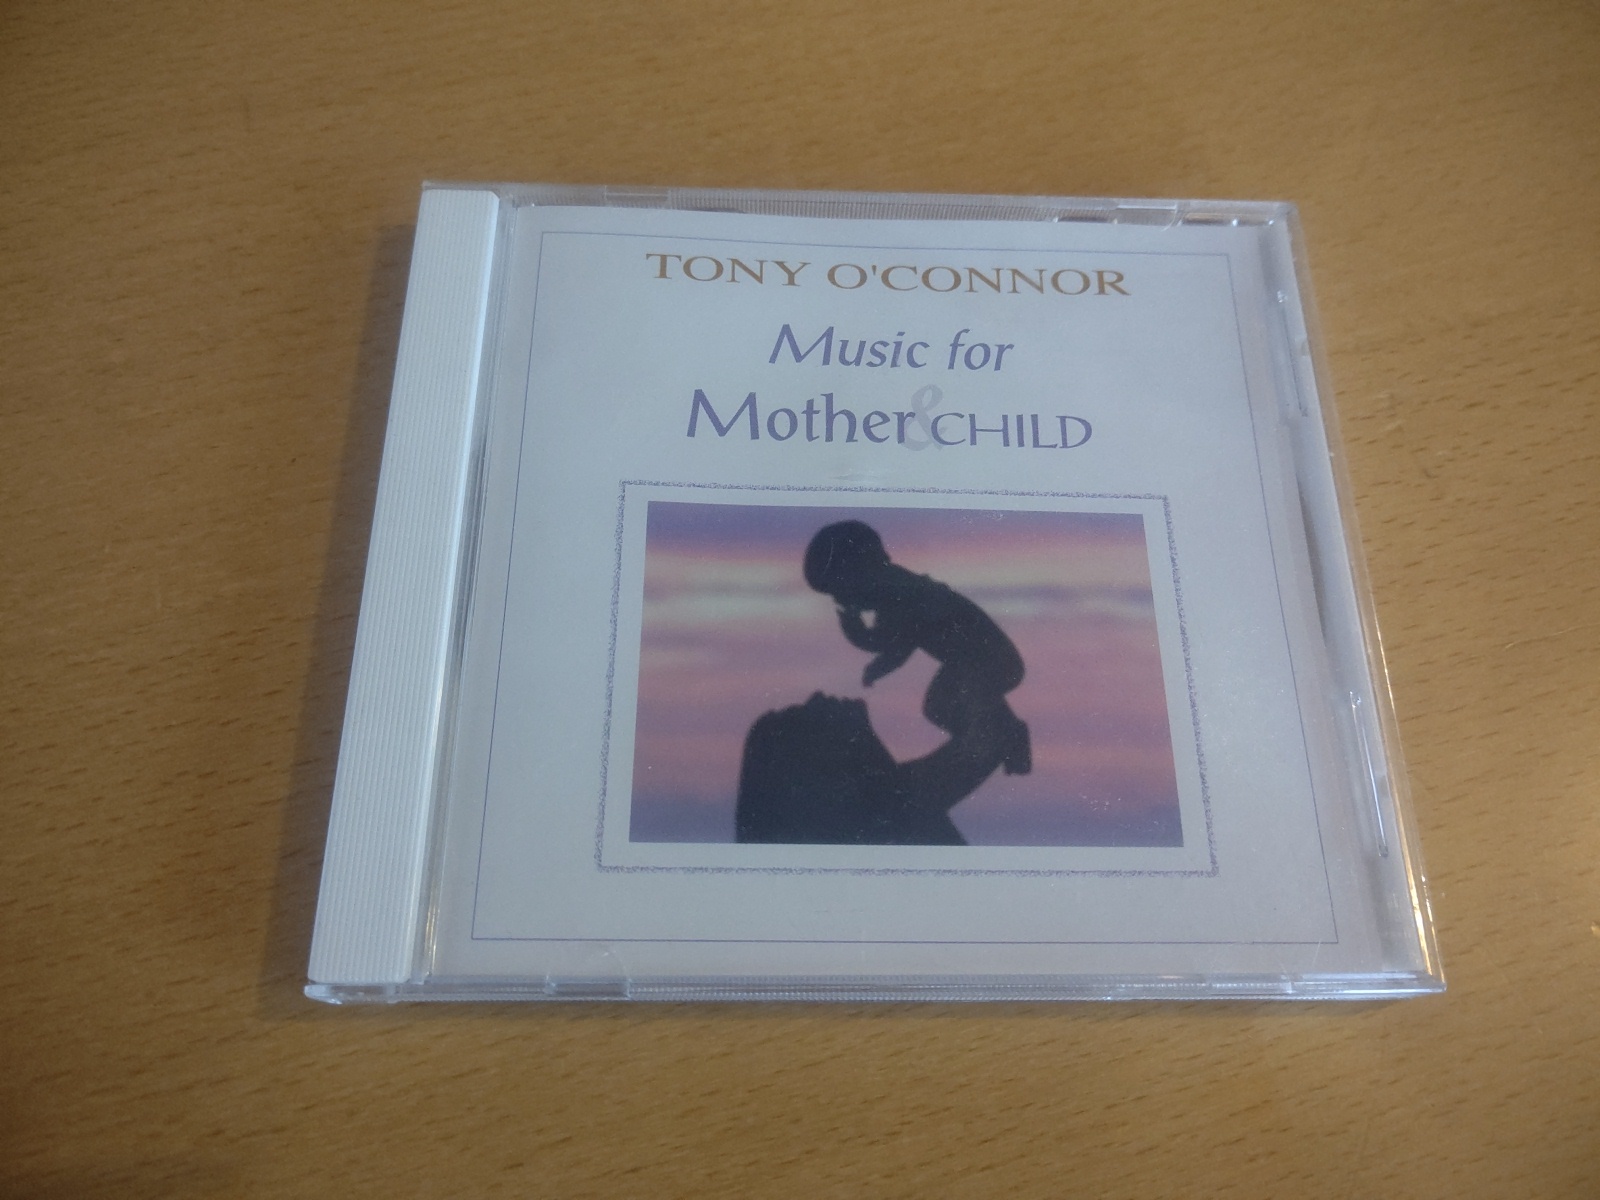 TONY O'CONNOR
Music for
Mother & CHILD